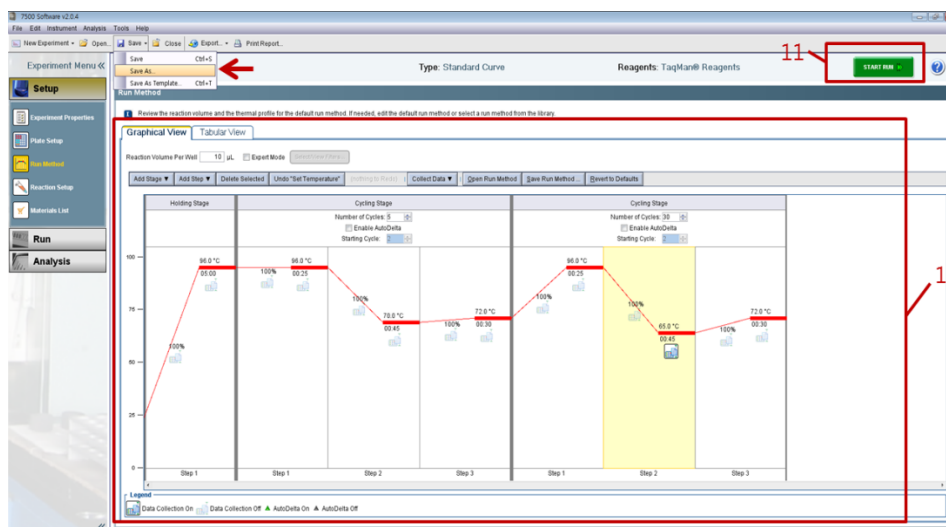 7500 Software v2.0.4
File Edit Instrument Analysis Tools Help
New Experiment Open... Save Close Export... Print Report...
Save Ctrl+S
Save As...
Save As Template... Ctrl+T
Experiment Menu «
Type: Standard Curve
Reagents: TaqMan® Reagents
11
START RUN
Setup
Run Method
Experiment Properties
Plate Setup
Run Method
Reaction Setup
Materials List
Run
Analysis
Review the reaction volume and the thermal profile for the default run method. If needed, edit the default run method or select a run method from the library.
Graphical View Tabular View
Reaction Volume Per Well 10 µL Expert Mode
Add Stage ▼ Add Step ▼ Delete Selected Undo "Set Temperature" Collect Data ▼ Open Run Method Save Run Method... Revert to Defaults
Holding Stage Cycling Stage Cycling Stage
Number of Cycles: 5 Number of Cycles: 30
Enable AutoDelta Enable AutoDelta
Starting Cycle: Starting Cycle:
100
75
50
25
0
100%
95.0 °C
05:00
100%
95.0 °C
00:25
100%
70.0 °C
00:45
100%
72.0 °C
00:30
100%
95.0 °C
00:25
100%
65.0 °C
00:45
100%
72.0 °C
00:30
1
Step 1 Step 1 Step 2 Step 3 Step 1 Step 2 Step 3
Legend
Data Collection On Data Collection Off ▲ AutoDelta On ▲ AutoDelta Off